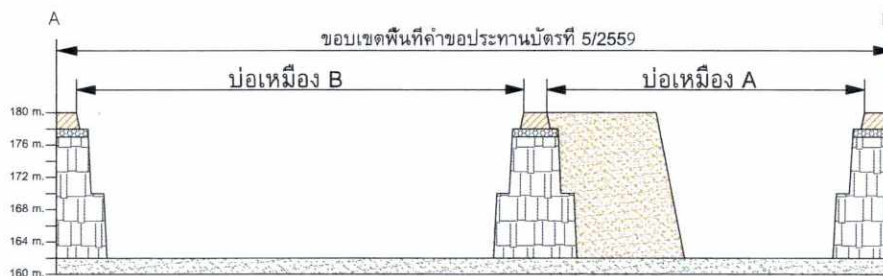 A
ขอบเขตพื้นที่คำขอประทานบัตรที่ 5/2559
บ่อเหมือง B
บ่อเหมือง A
180 m.
176 m.
172 m.
168 m.
164 m.
160 m.